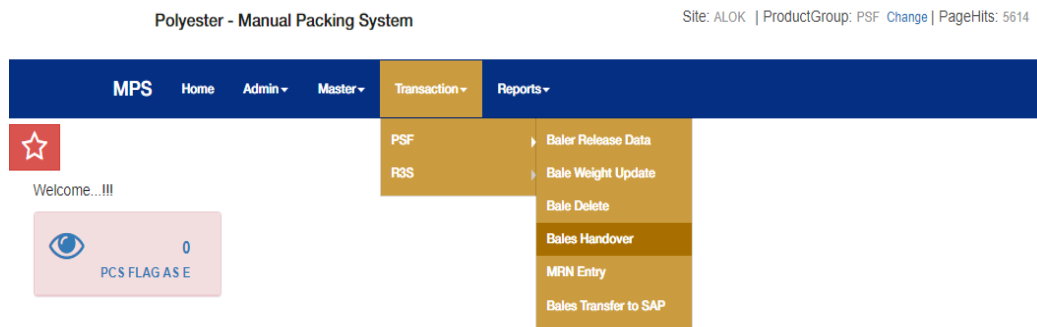 Polyester - Manual Packing System
Site: ALOK | ProductGroup: PSF Change | PageHits: 5614
MPS Home Admin Master Transaction Reports
PSF
R3S
Baler Release Data
Bale Weight Update
Bale Delete
Bales Handover
MRN Entry
Bales Transfer to SAP
Welcome...!!!
0
PCS FLAG AS E